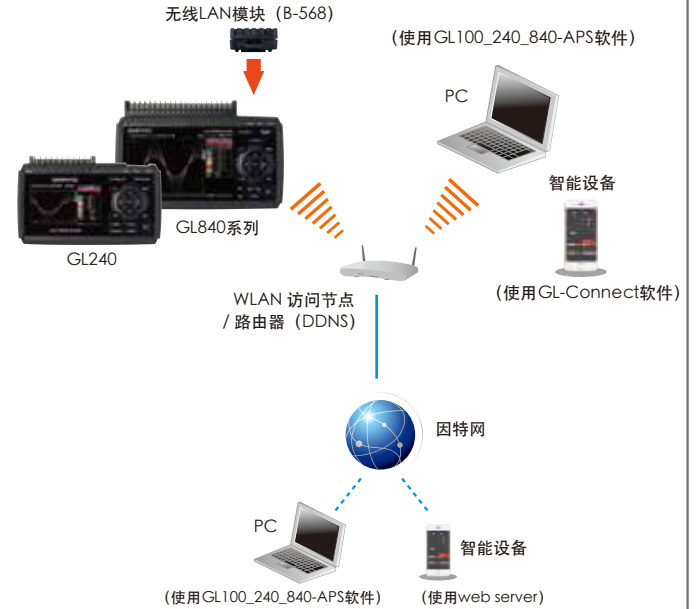 无线LAN模块（B-568）
（使用GL100_240_840-APS软件）
PC
智能设备
GL840系列
GL240
（使用GL-Connect软件）
WLAN 访问节点
/ 路由器（DDNS）
因特网
PC
智能设备
（使用GL100_240_840-APS软件）
（使用web server）